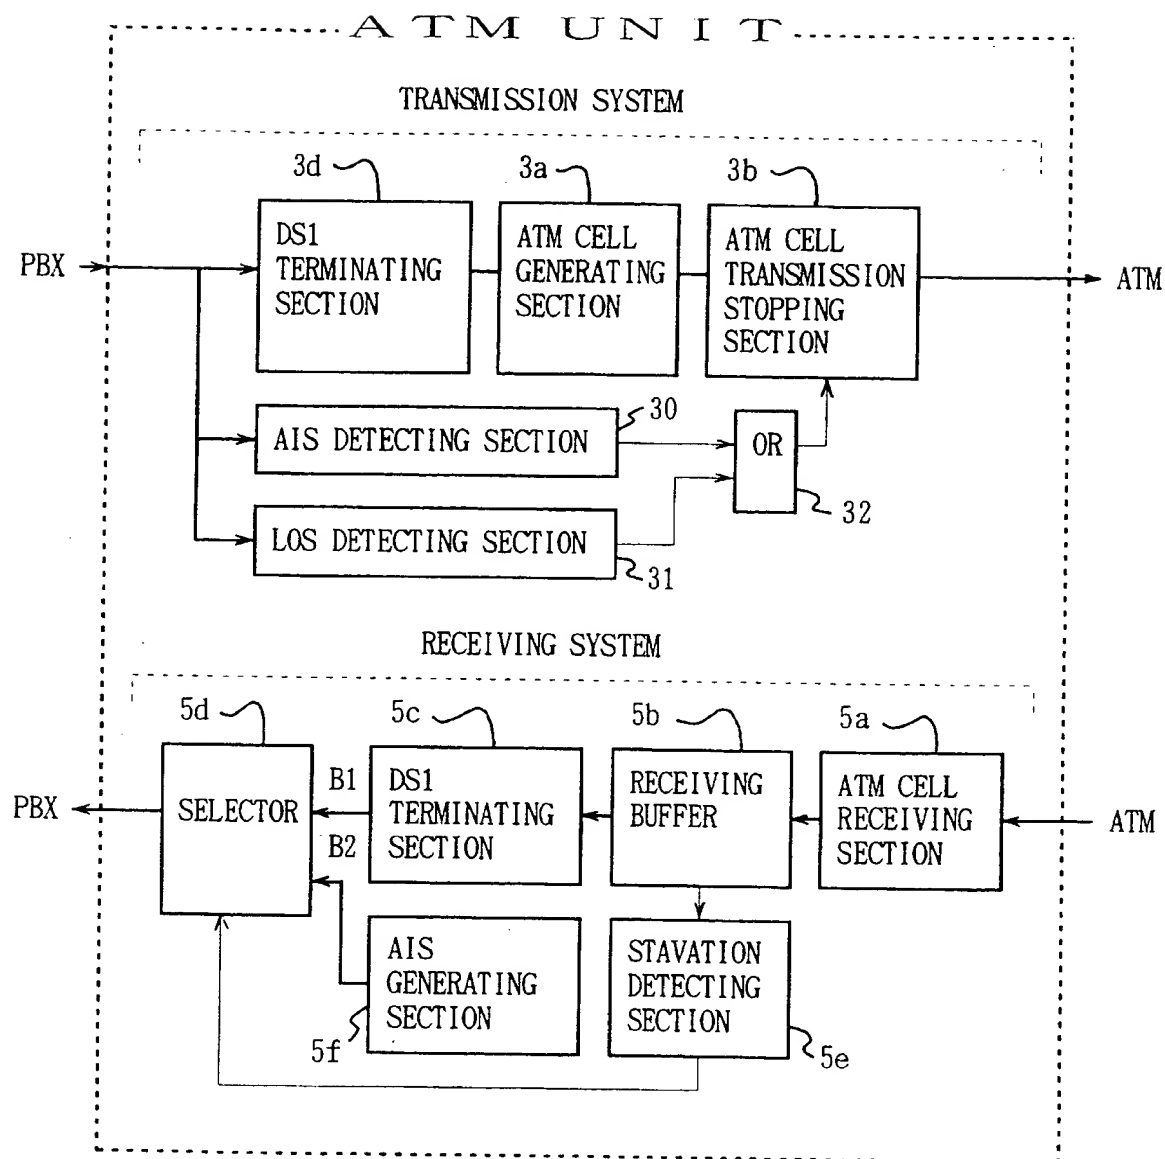 ATM UNIT
TRANSMISSION SYSTEM
3d
3a
3b
PBX
DS1
TERMINATING
SECTION
ATM CELL
GENERATING
SECTION
ATM CELL
TRANSMISSION
STOPPING
SECTION
ATM
30
AIS DETECTING SECTION
OR
32
LOS DETECTING SECTION
31
RECEIVING SYSTEM
5d
5c
5b
5a
PBX
SELECTOR
B1
B2
DS1
TERMINATING
SECTION
RECEIVING
BUFFER
ATM CELL
RECEIVING
SECTION
ATM
AIS
GENERATING
SECTION
5f
STAVATION
DETECTING
SECTION
5e